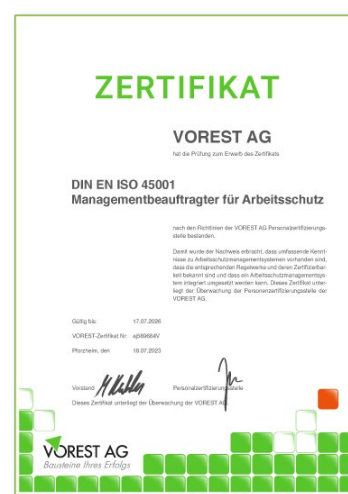 ZERTIFIKAT
VOREST AG
hat die Prüfung zum Erwerb des Zertifikats
DIN EN ISO 45001
Managementbeauftragter für Arbeitsschutz
nach den Richtlinien der VOREST AG Personalzertifizierungs-
stelle bestanden.
Damit wurde der Nachweis erbracht, dass umfassende Kennt-
nisse zu Arbeitsschutzmanagementsystemen vorhanden sind,
dass die entsprechenden Regelwerke und deren Zertifizierbar-
keit bekannt sind und dass ein Arbeitsschutzmanagementsys-
tem integriert umgesetzt werden kann. Dieses Zertifikat unter-
liegt der Überwachung der Personenzertifizierungsstelle der
VOREST AG.
Gültig bis: 17.07.2026
VOREST-Zertifikat Nr: aj589664V
Pforzheim, den 18.07.2023
Vorstand Personalzertifizierungsstelle
Dieses Zertifikat unterliegt der Überwachung der VOREST AG.
VOREST AG
Bausteine Ihres Erfolgs